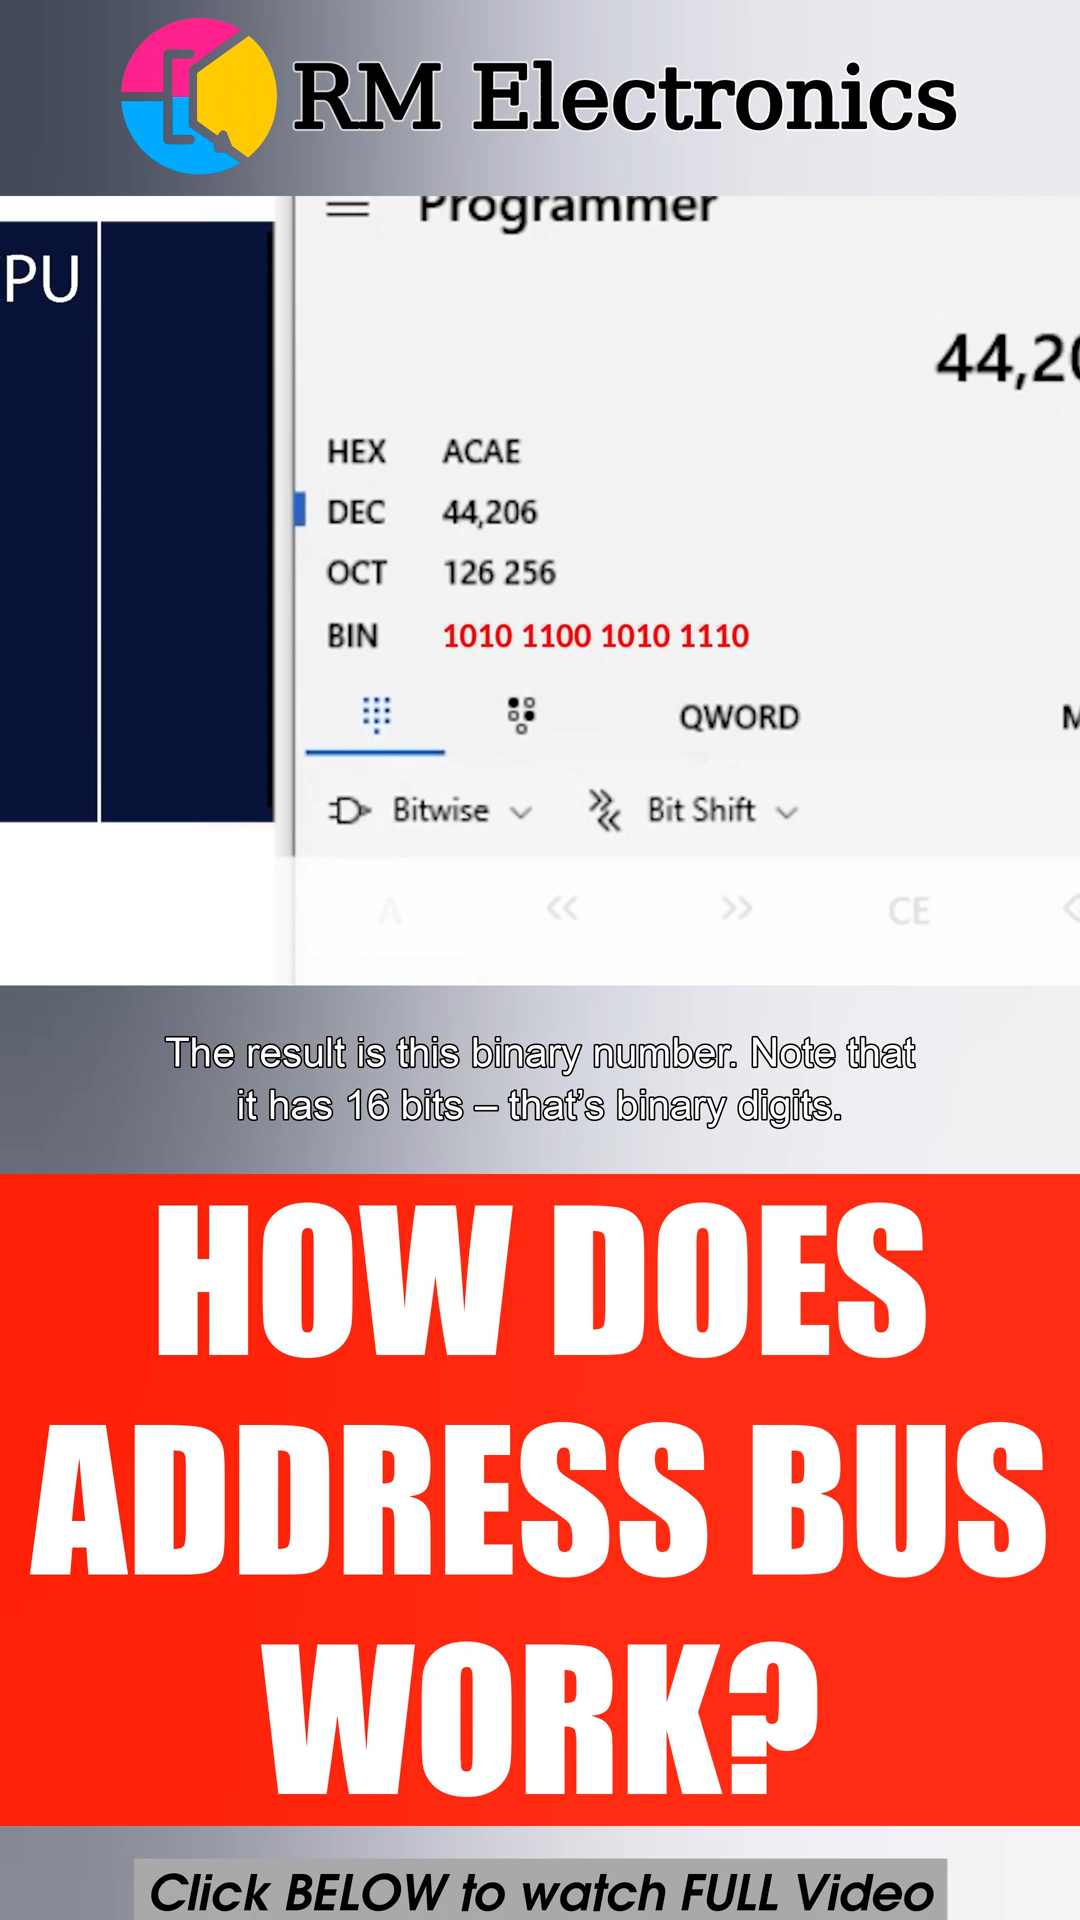 RM Electronics
PU
Programmer
44,20
HEX ACAE
DEC 44,206
OCT 126 256
BIN 1010 1100 1010 1110
QWORD M
Bitwise Bit Shift
A << >> CE
The result is this binary number. Note that
it has 16 bits – that’s binary digits.
HOW DOES
ADDRESS BUS
WORK?
Click BELOW to watch FULL Video